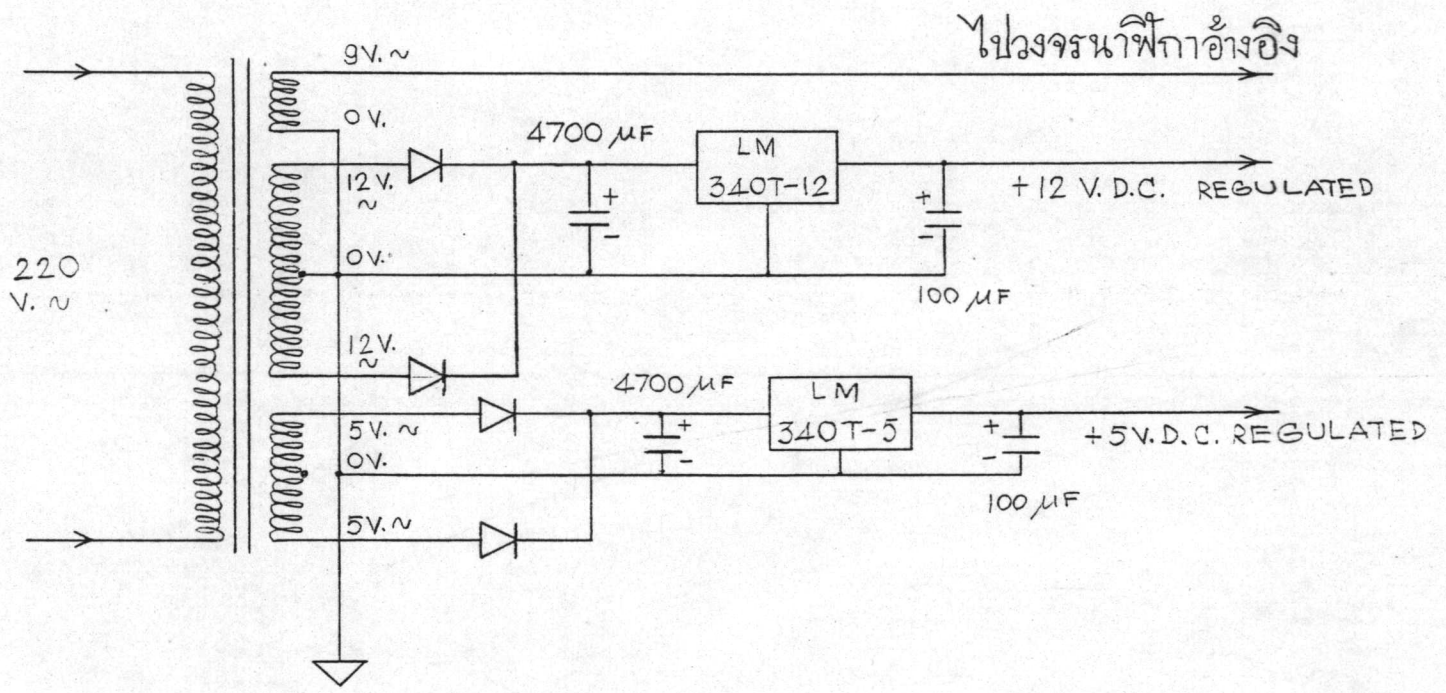 ไปวงจรนาฬิกาอ้างอิง
9V. ~
0V.
4700 µF
LM
340T-12
12V.
~
+12 V.D.C. REGULATED
+
-
+
-
0V.
220
V. ~
100 µF
12V.
~
4700 µF
LM
340T-5
5V. ~
+5V.D.C. REGULATED
+
-
+
-
0V.
100 µF
5V. ~